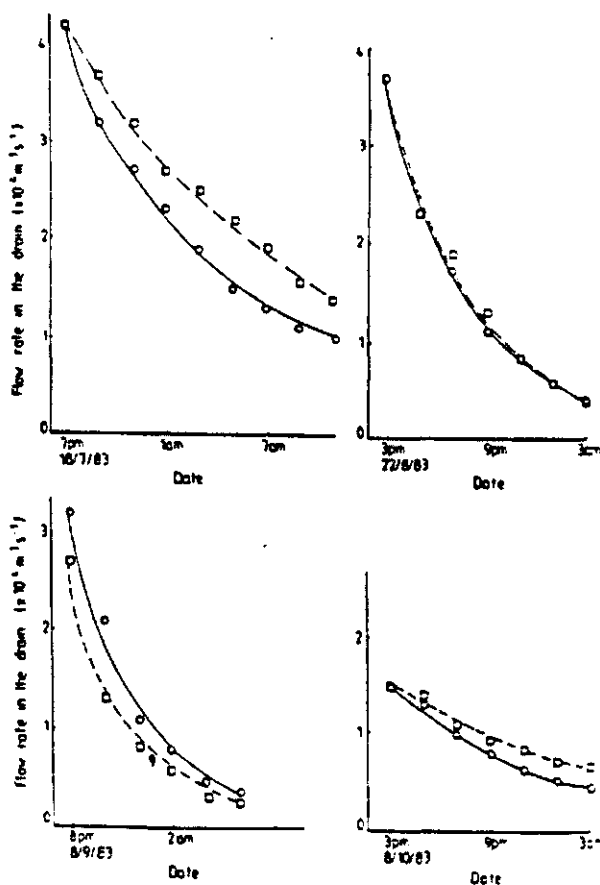 Flow rate in the drain (x10⁻⁴ m³ s⁻¹)
4
3
2
1
0
7pm
1am
7am
16/7/83
Date
4
3
2
1
0
3pm
9pm
3am
22/8/83
Date
Flow rate in the drain (x10⁻⁴ m³ s⁻¹)
3
2
1
0
8pm
2am
8/9/83
Date
2
1
0
3pm
9pm
3am
8/10/83
Date